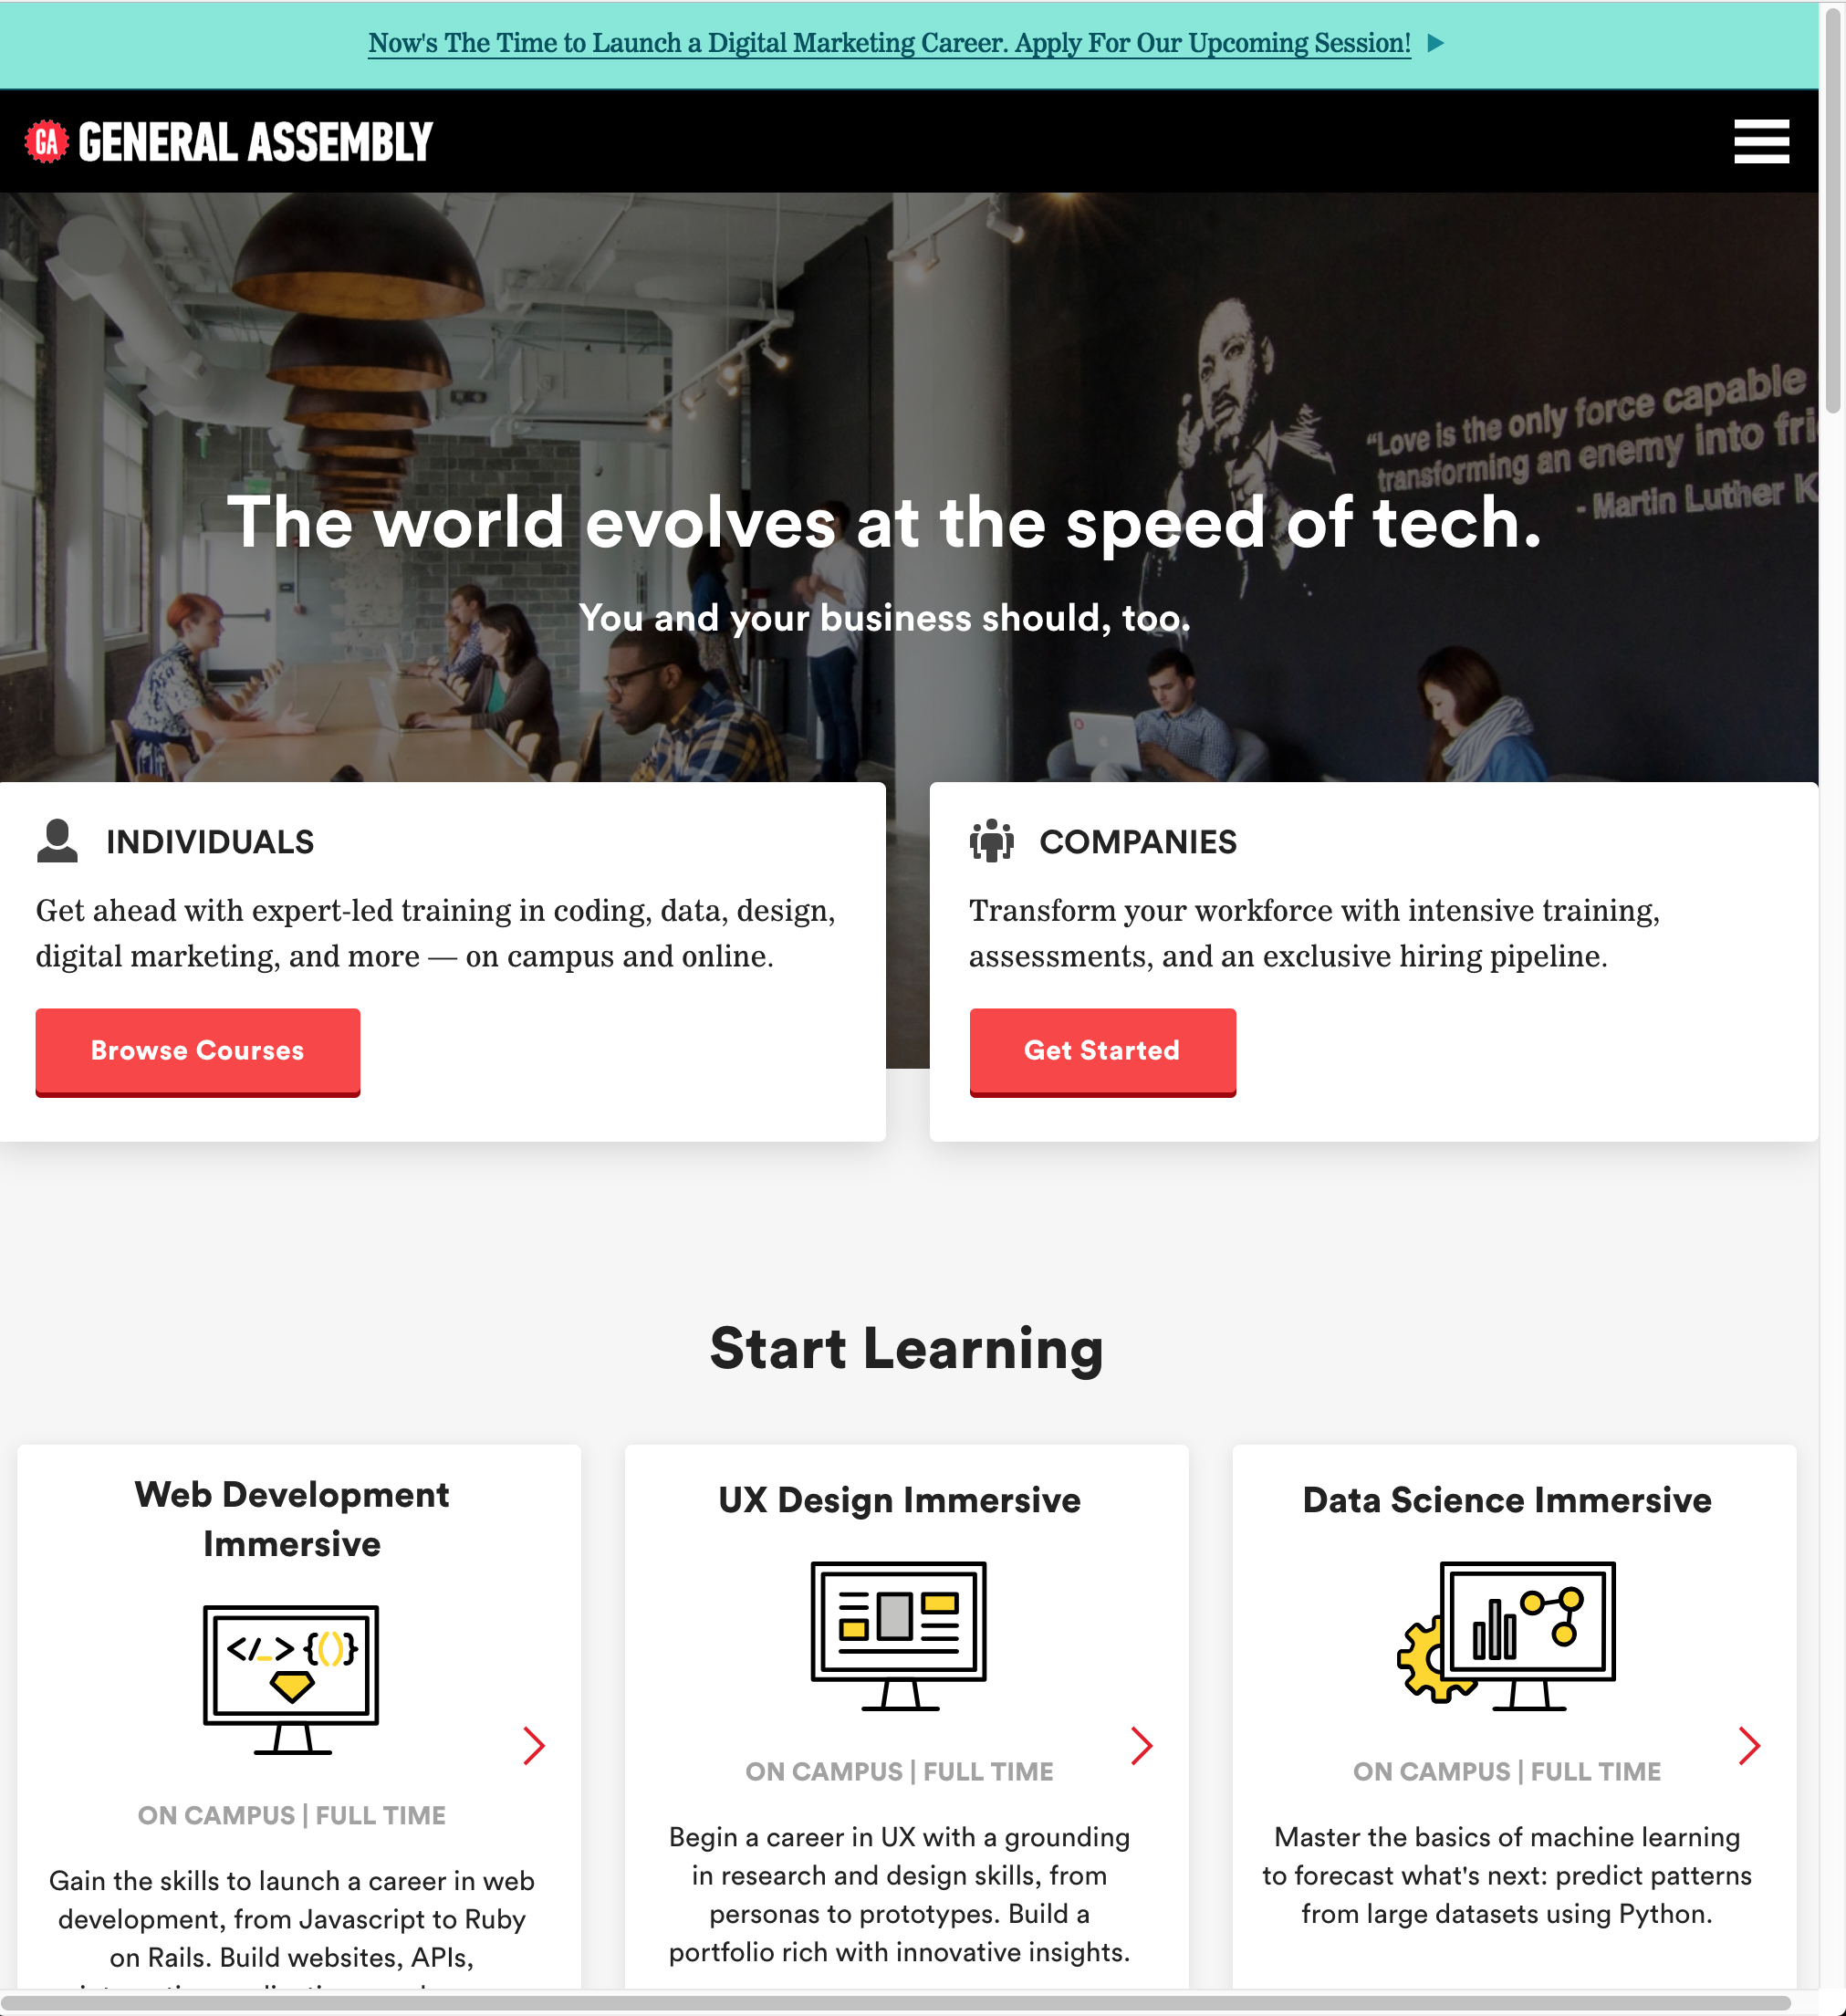 Now's The Time to Launch a Digital Marketing Career. Apply For Our Upcoming Session!
GA GENERAL ASSEMBLY
"Love is the only force capable
transforming an enemy into
- Martin Luther
The world evolves at the speed of tech.
You and your business should, too.
INDIVIDUALS
Get ahead with expert-led training in coding, data, design,
digital marketing, and more — on campus and online.
Browse Courses
COMPANIES
Transform your workforce with intensive training,
assessments, and an exclusive hiring pipeline.
Get Started
Start Learning
Web Development
Immersive
</_> {()}
ON CAMPUS | FULL TIME
Gain the skills to launch a career in web
development, from Javascript to Ruby
on Rails. Build websites, APIs,
UX Design Immersive
ON CAMPUS | FULL TIME
Begin a career in UX with a grounding
in research and design skills, from
personas to prototypes. Build a
portfolio rich with innovative insights.
Data Science Immersive
ON CAMPUS | FULL TIME
Master the basics of machine learning
to forecast what's next: predict patterns
from large datasets using Python.